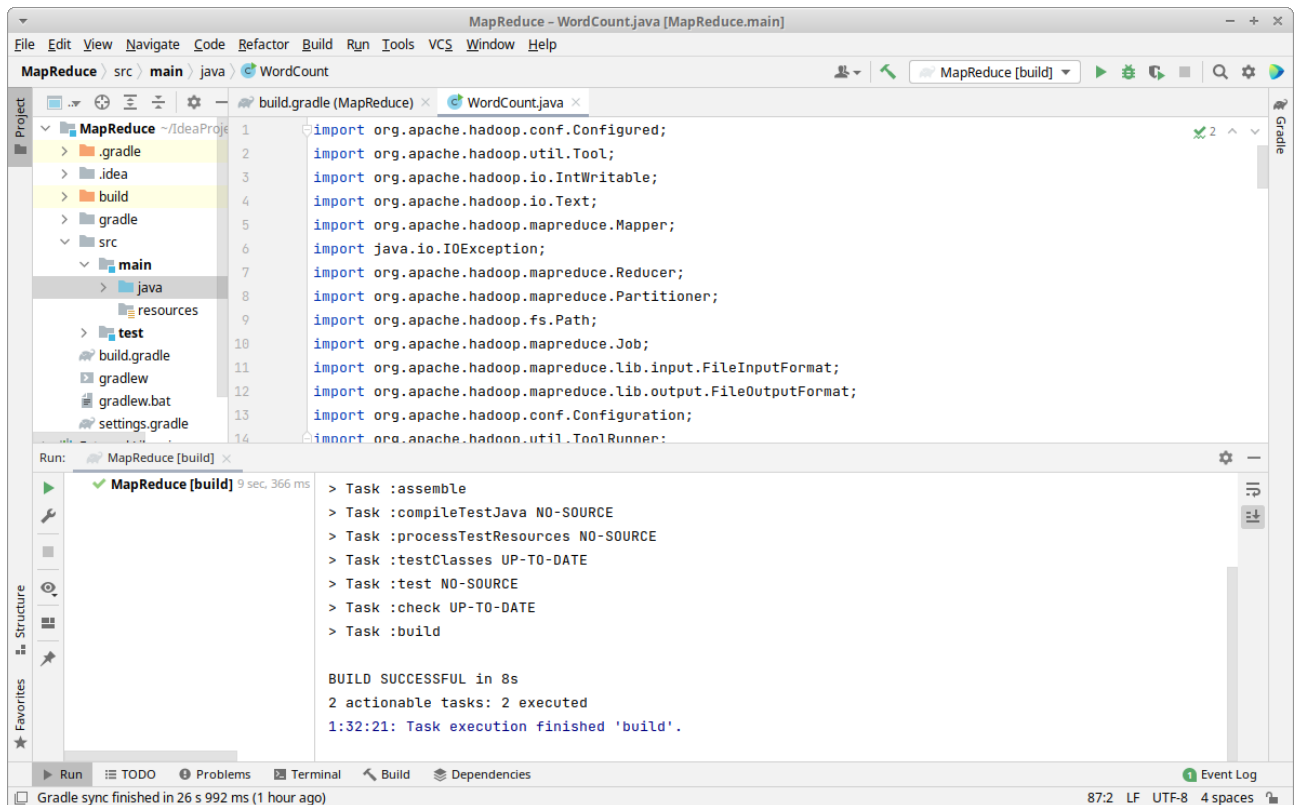 MapReduce – WordCount.java [MapReduce.main]
File Edit View Navigate Code Refactor Build Run Tools VCS Window Help
MapReduce src main java WordCount
MapReduce [build]
Project
build.gradle (MapReduce)
WordCount.java
Gradle
MapReduce ~/IdeaProje
.gradle
.idea
build
gradle
src
main
java
resources
test
build.gradle
gradlew
gradlew.bat
settings.gradle
2
1 import org.apache.hadoop.conf.Configured;
2 import org.apache.hadoop.util.Tool;
3 import org.apache.hadoop.io.IntWritable;
4 import org.apache.hadoop.io.Text;
5 import org.apache.hadoop.mapreduce.Mapper;
6 import java.io.IOException;
7 import org.apache.hadoop.mapreduce.Reducer;
8 import org.apache.hadoop.mapreduce.Partitioner;
9 import org.apache.hadoop.fs.Path;
10 import org.apache.hadoop.mapreduce.Job;
11 import org.apache.hadoop.mapreduce.lib.input.FileInputFormat;
12 import org.apache.hadoop.mapreduce.lib.output.FileOutputFormat;
13 import org.apache.hadoop.conf.Configuration;
14 import org.apache.hadoop.util.ToolRunner;
Run: MapReduce [build]
MapReduce [build] 9 sec, 366 ms
> Task :assemble
> Task :compileTestJava NO-SOURCE
> Task :processTestResources NO-SOURCE
> Task :testClasses UP-TO-DATE
> Task :test NO-SOURCE
> Task :check UP-TO-DATE
> Task :build
BUILD SUCCESSFUL in 8s
2 actionable tasks: 2 executed
1:32:21: Task execution finished 'build'.
Structure
Favorites
Run TODO Problems Terminal Build Dependencies 1 Event Log
Gradle sync finished in 26 s 992 ms (1 hour ago) 87:2 LF UTF-8 4 spaces